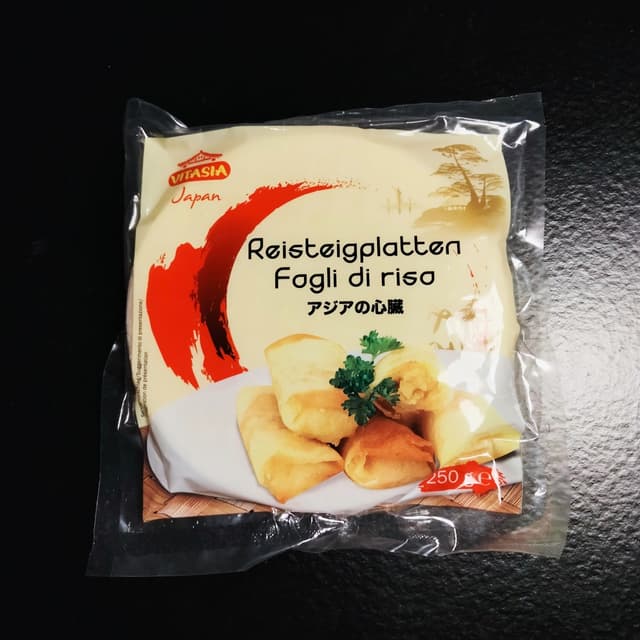 VITASIA
Japan
Reisteigplatten
Fogli di riso
アジアの心臓
250 g e